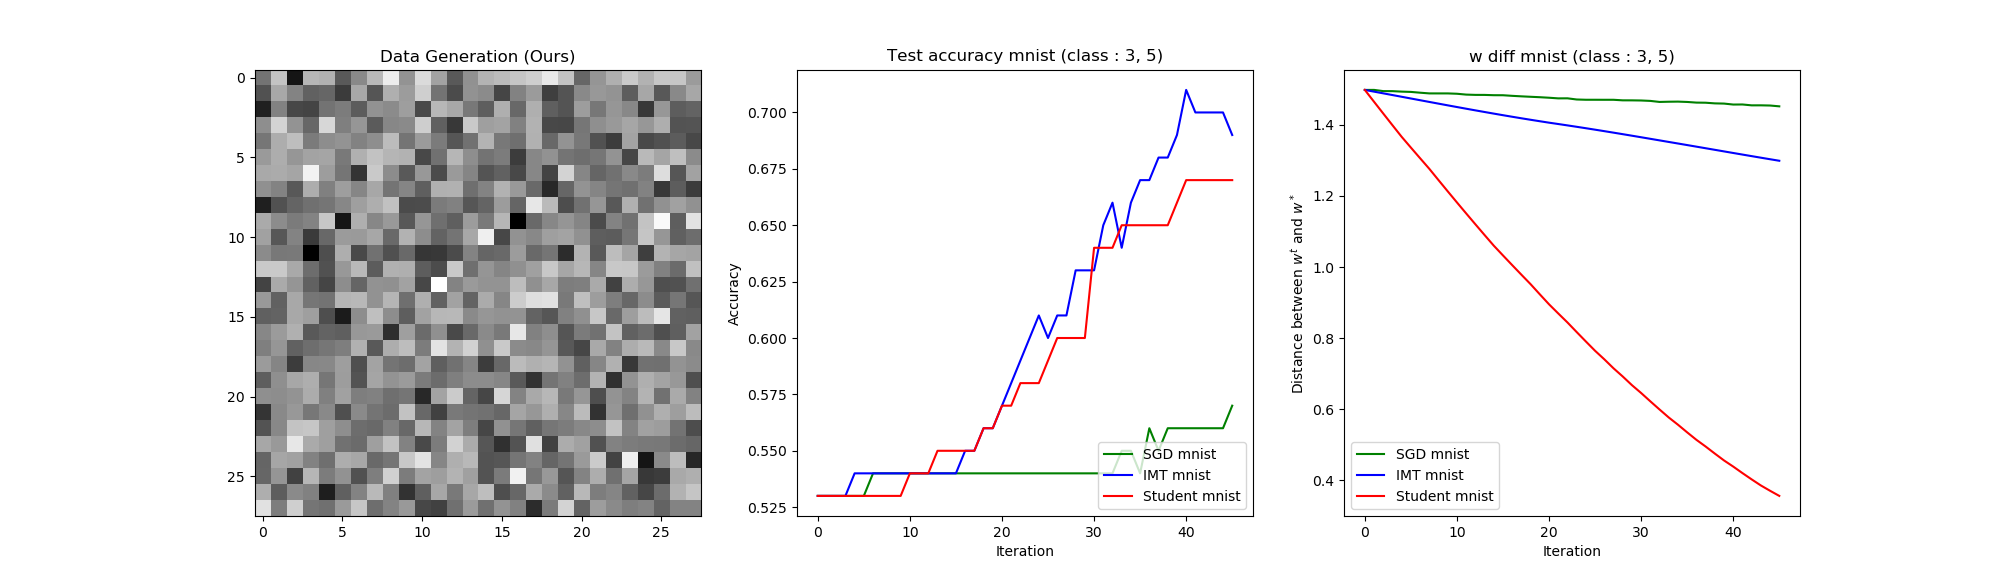 Data Generation (Ours)
0
5
10
15
20
25
0
5
10
15
20
25
Test accuracy mnist (class : 3, 5)
Accuracy
0.700
0.675
0.650
0.625
0.600
0.575
0.550
0.525
SGD mnist
IMT mnist
Student mnist
0
10
20
30
40
Iteration
w diff mnist (class : 3, 5)
Distance between w^t and w^*
1.4
1.2
1.0
0.8
0.6
0.4
SGD mnist
IMT mnist
Student mnist
0
10
20
30
40
Iteration